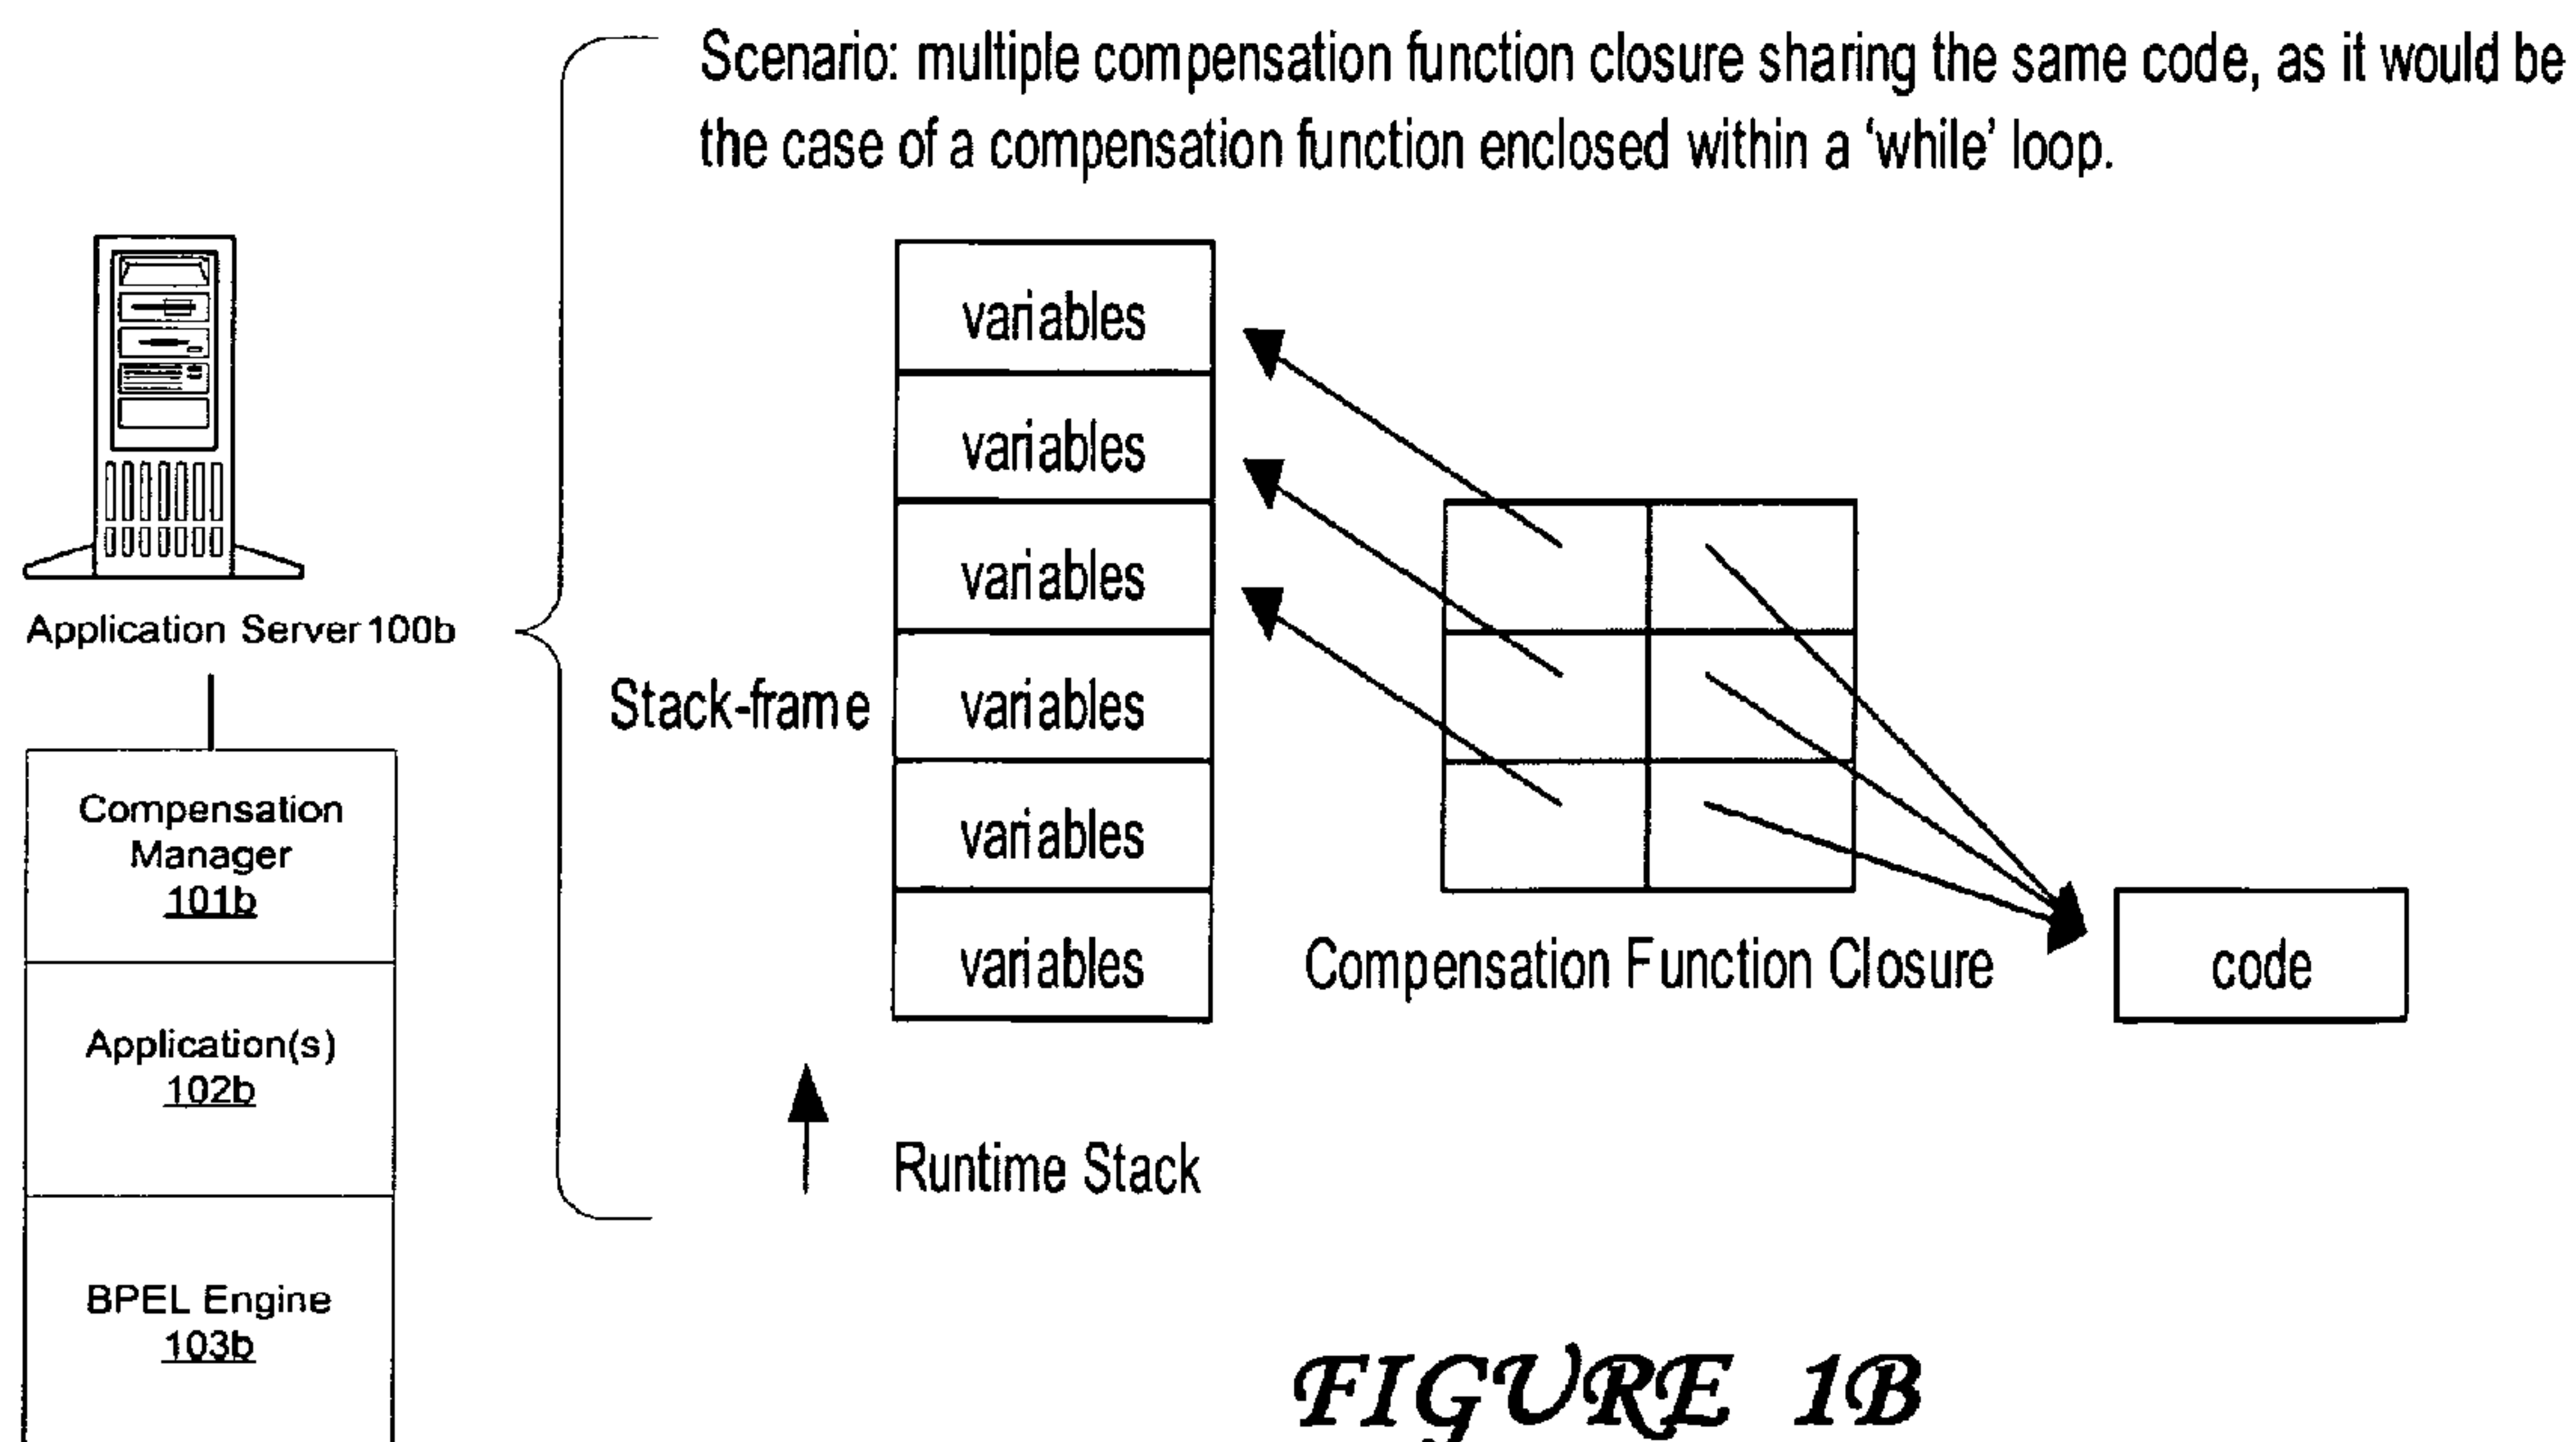 Scenario: multiple compensation function closure sharing the same code, as it would be
the case of a compensation function enclosed within a ‘while’ loop.
Application Server 100b
Compensation
Manager
101b
Application(s)
102b
BPEL Engine
103b
variables
variables
variables
Stack-frame
variables
variables
variables
Compensation Function Closure
code
Runtime Stack
FIGURE 1B